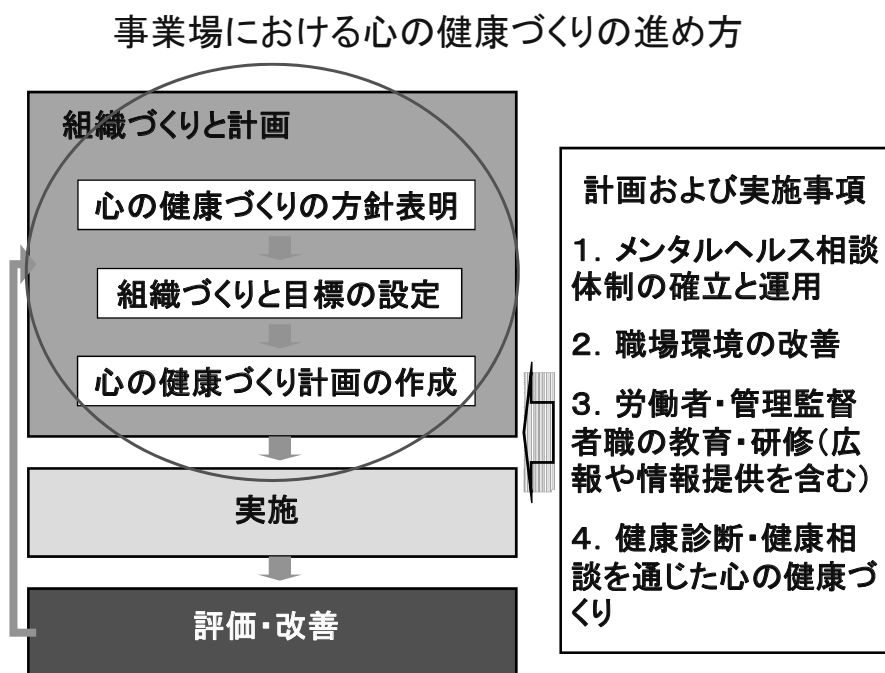 事業場における心の健康づくりの進め方
組織づくりと計画
心の健康づくりの方針表明
組織づくりと目標の設定
心の健康づくり計画の作成
実施
評価・改善
計画および実施事項
1．メンタルヘルス相談
体制の確立と運用
2．職場環境の改善
3．労働者・管理監督
者職の教育・研修（広
報や情報提供を含む）
4．健康診断・健康相
談を通じた心の健康づ
くり